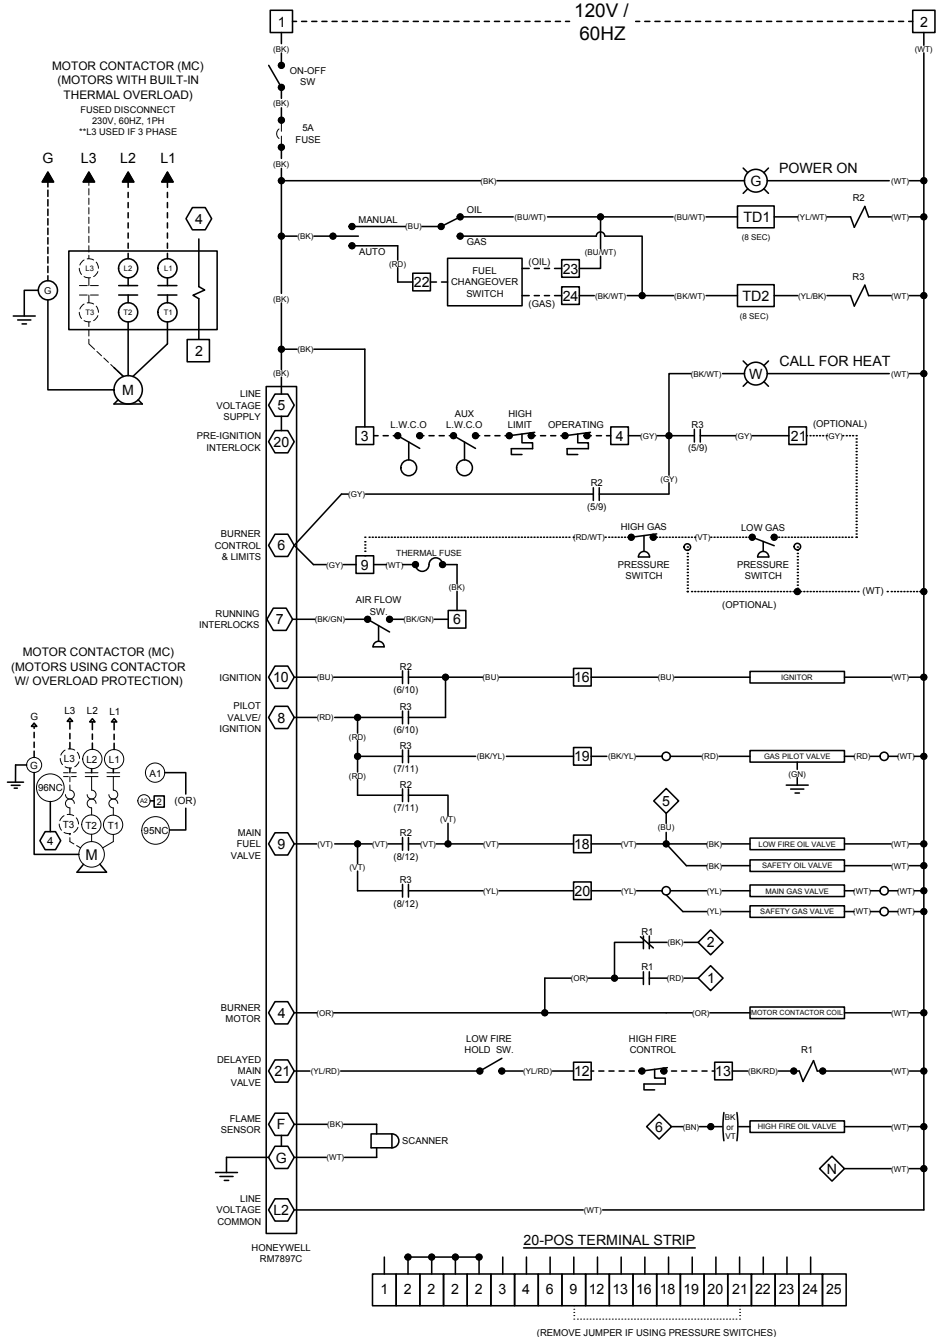 1
120V /
60HZ
2
(BK)
(WT)
ON-OFF
SW
(BK)
5A
FUSE
(BK)
MOTOR CONTACTOR (MC)
(MOTORS WITH BUILT-IN
THERMAL OVERLOAD)
FUSED DISCONNECT
230V, 60HZ, 1PH
**L3 USED IF 3 PHASE
G L3 L2 L1
4
L3 L2 L1
G
T3 T2 T1
2
M
(BK) G POWER ON (WT)
(BK) MANUAL (BU) OIL (BU/WT) (BU/WT) TD1 (YL/WT) R2 (WT)
(8 SEC)
AUTO GAS
(RD) (BU/WT)
22 FUEL
CHANGEOVER
SWITCH
(OIL) 23
(GAS) 24 (BK/WT) (BK/WT) TD2 (YL/BK) R3 (WT)
(8 SEC)
(BK)
(BK)
(BK)
(BK/WT) W CALL FOR HEAT (WT)
LINE
VOLTAGE
SUPPLY
5
PRE-IGNITION
INTERLOCK
20
3 L.W.C.O AUX
L.W.C.O HIGH
LIMIT OPERATING 4 (GY) R3
(5/9) (GY) 21 (OPTIONAL)
(GY)
(GY)
(GY) R2
(5/9)
BURNER
CONTROL
& LIMITS
6
(RD/WT) HIGH GAS (VT) LOW GAS
PRESSURE
SWITCH
PRESSURE
SWITCH
(GY) 9 (WT) THERMAL FUSE
(BK)
(WT)
(OPTIONAL)
RUNNING
INTERLOCKS
7 (BK/GN) AIR FLOW
SW. (BK/GN) 6
MOTOR CONTACTOR (MC)
(MOTORS USING CONTACTOR
W/ OVERLOAD PROTECTION)
G L3 L2 L1
G L3 L2 L1
96NC
T3 T2 T1
4
M
A1
A2 2 (OR)
95NC
IGNITION 10 (BU) R2
(6/10) (BU) 16 (BU) IGNITOR (WT)
PILOT
VALVE/
IGNITION
8 (RD) R3
(6/10)
(RD)
R3
(7/11) (BK/YL) 19 (BK/YL) (RD) GAS PILOT VALVE (RD) (WT)
(GN)
(RD)
R2
(7/11)
(VT)
5
(BU)
MAIN
FUEL
VALVE
9 (VT) (VT) R2
(8/12) (VT) (VT) 18 (VT) (BK) LOW FIRE OIL VALVE (WT)
(BK) SAFETY OIL VALVE (WT)
(VT)
R3
(8/12) (YL) 20 (YL) (YL) MAIN GAS VALVE (WT) (WT)
(YL) SAFETY GAS VALVE (WT) (WT)
R1 (BK) 2
(OR) R1 (RD) 1
BURNER
MOTOR
4 (OR) (OR) MOTOR CONTACTOR COIL (WT)
DELAYED
MAIN
VALVE
21 (YL/RD) LOW FIRE
HOLD SW. (YL/RD) 12 HIGH FIRE
CONTROL 13 (BK/RD) R1 (WT)
FLAME
SENSOR
F (BK)
SCANNER
G (WT)
6 (BN) (BK
or
VT) HIGH FIRE OIL VALVE (WT)
N (WT)
LINE
VOLTAGE
COMMON
L2 (WT)
HONEYWELL
RM7897C
20-POS TERMINAL STRIP
1 2 2 2 2 3 4 6 9 12 13 16 18 19 20 21 22 23 24 25
(REMOVE JUMPER IF USING PRESSURE SWITCHES)